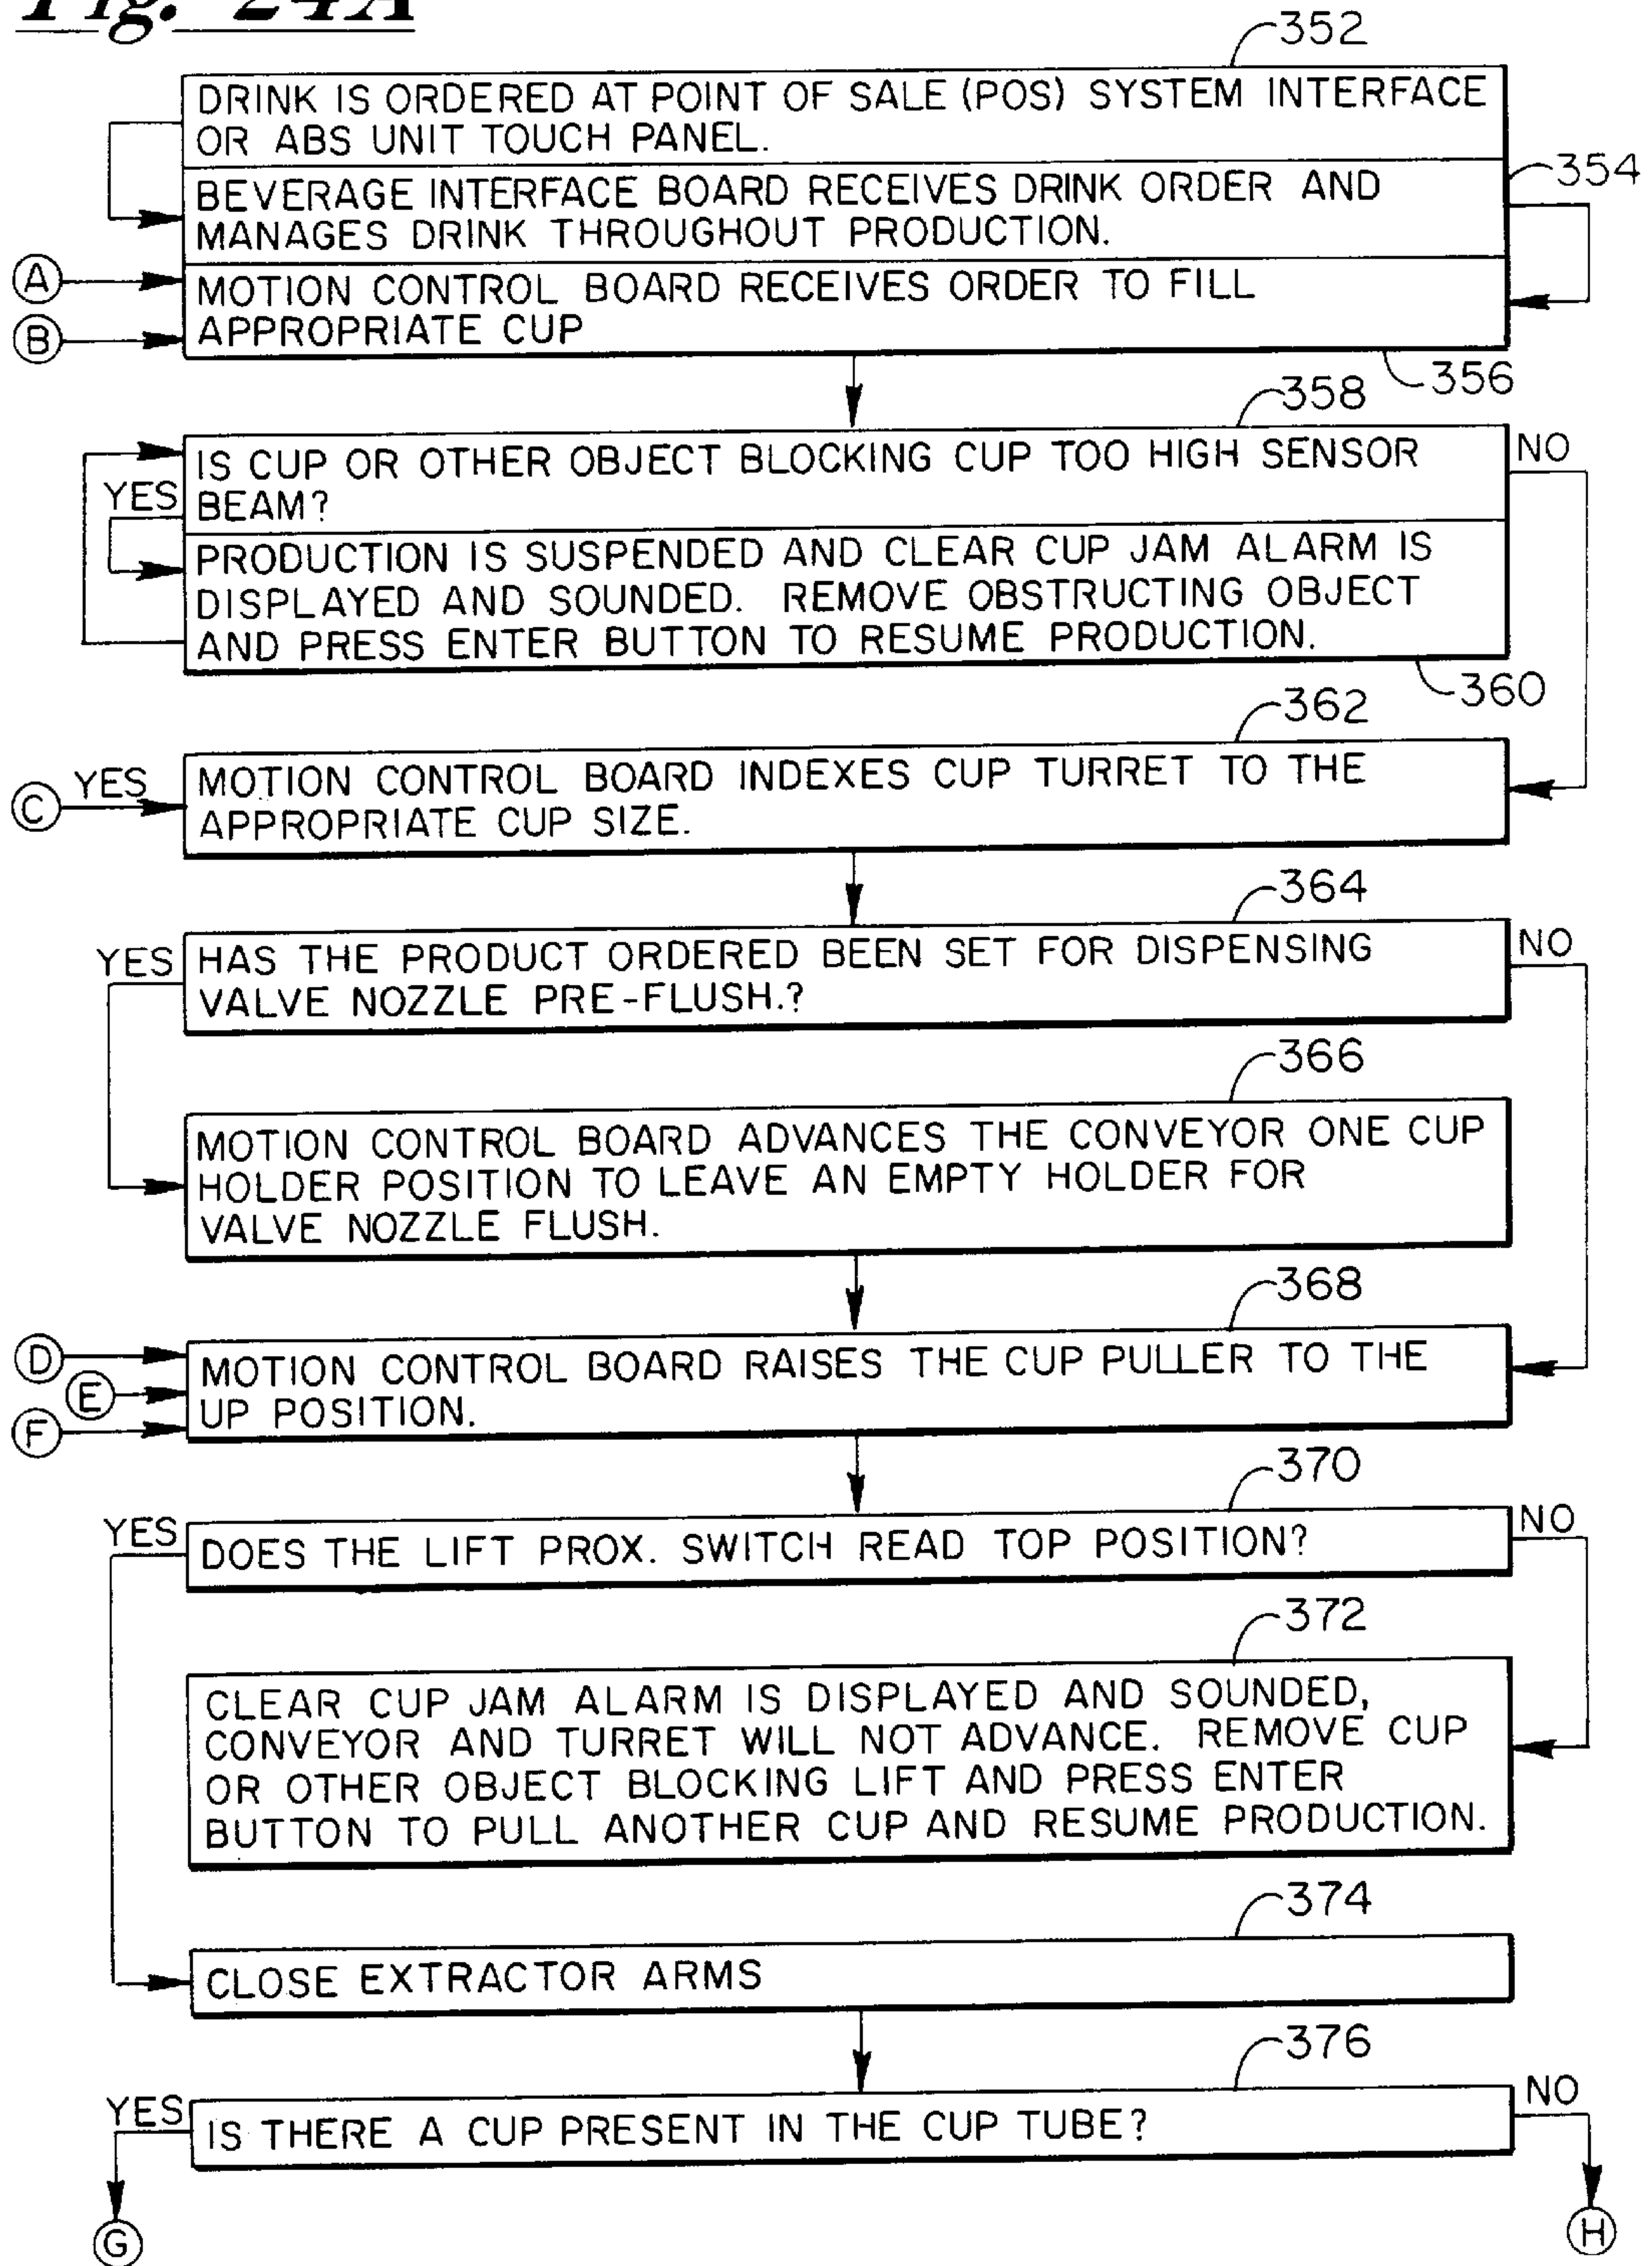 Fig. 24A
352
DRINK IS ORDERED AT POINT OF SALE (POS) SYSTEM INTERFACE
OR ABS UNIT TOUCH PANEL.
354
BEVERAGE INTERFACE BOARD RECEIVES DRINK ORDER AND
MANAGES DRINK THROUGHOUT PRODUCTION.
A
MOTION CONTROL BOARD RECEIVES ORDER TO FILL
APPROPRIATE CUP
B
356
358
IS CUP OR OTHER OBJECT BLOCKING CUP TOO HIGH SENSOR
BEAM?
NO
YES
PRODUCTION IS SUSPENDED AND CLEAR CUP JAM ALARM IS
DISPLAYED AND SOUNDED. REMOVE OBSTRUCTING OBJECT
AND PRESS ENTER BUTTON TO RESUME PRODUCTION.
360
362
C YES
MOTION CONTROL BOARD INDEXES CUP TURRET TO THE
APPROPRIATE CUP SIZE.
364
YES
HAS THE PRODUCT ORDERED BEEN SET FOR DISPENSING
VALVE NOZZLE PRE-FLUSH.?
NO
366
MOTION CONTROL BOARD ADVANCES THE CONVEYOR ONE CUP
HOLDER POSITION TO LEAVE AN EMPTY HOLDER FOR
VALVE NOZZLE FLUSH.
368
D
E
F
MOTION CONTROL BOARD RAISES THE CUP PULLER TO THE
UP POSITION.
370
YES
DOES THE LIFT PROX. SWITCH READ TOP POSITION?
NO
372
CLEAR CUP JAM ALARM IS DISPLAYED AND SOUNDED,
CONVEYOR AND TURRET WILL NOT ADVANCE. REMOVE CUP
OR OTHER OBJECT BLOCKING LIFT AND PRESS ENTER
BUTTON TO PULL ANOTHER CUP AND RESUME PRODUCTION.
374
CLOSE EXTRACTOR ARMS
376
YES
IS THERE A CUP PRESENT IN THE CUP TUBE?
NO
G
H